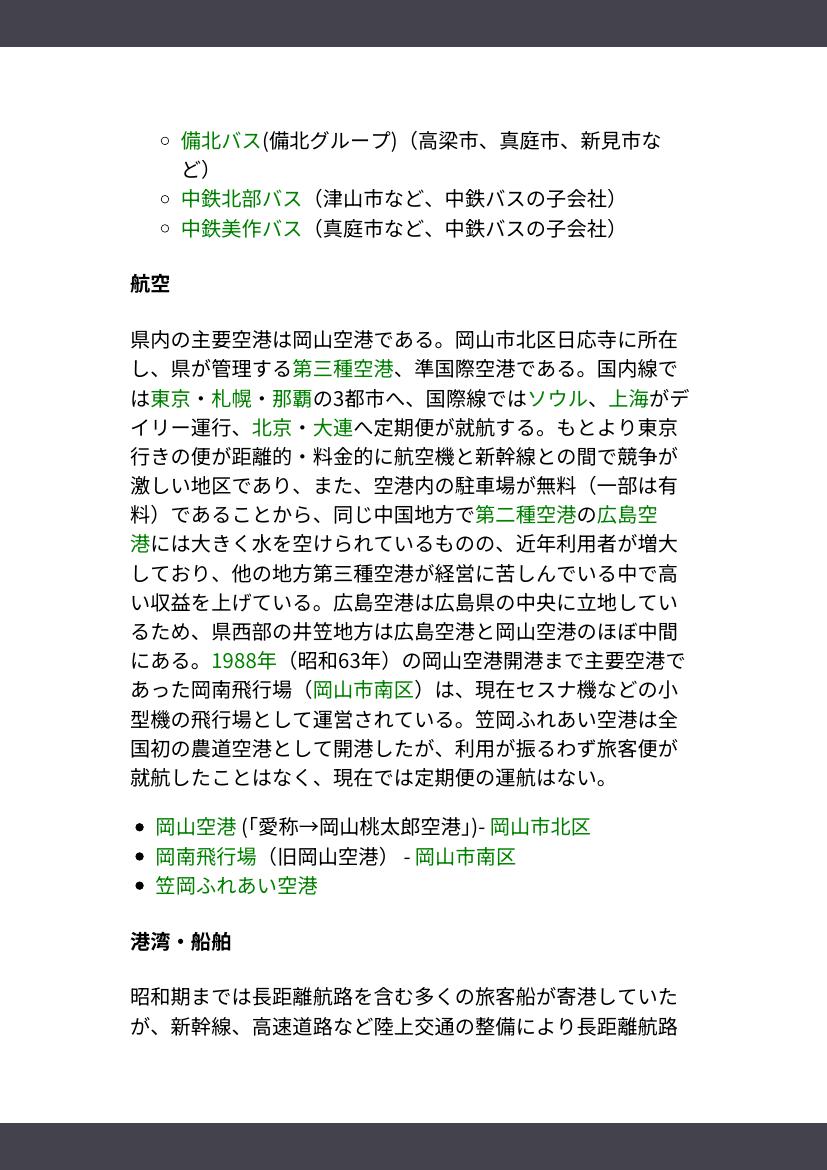 備北バス(備北グループ)（高梁市、真庭市、新見市な
ど）
中鉄北部バス（津山市など、中鉄バスの子会社）
中鉄美作バス（真庭市など、中鉄バスの子会社）
航空
県内の主要空港は岡山空港である。岡山市北区日応寺に所在
し、県が管理する第三種空港、準国際空港である。国内線で
は東京・札幌・那覇の3都市へ、国際線ではソウル、上海がデ
イリー運行、北京・大連へ定期便が就航する。もとより東京
行きの便が距離的・料金的に航空機と新幹線との間で競争が
激しい地区であり、また、空港内の駐車場が無料（一部は有
料）であることから、同じ中国地方で第二種空港の広島空
港には大きく水を空けられているものの、近年利用者が増大
しており、他の地方第三種空港が経営に苦しんでいる中で高
い収益を上げている。広島空港は広島県の中央に立地してい
るため、県西部の井笠地方は広島空港と岡山空港のほぼ中間
にある。1988年（昭和63年）の岡山空港開港まで主要空港で
あった岡南飛行場（岡山市南区）は、現在セスナ機などの小
型機の飛行場として運営されている。笠岡ふれあい空港は全
国初の農道空港として開港したが、利用が振るわず旅客便が
就航したことはなく、現在では定期便の運航はない。
岡山空港 (「愛称→岡山桃太郎空港」)- 岡山市北区
岡南飛行場（旧岡山空港） - 岡山市南区
笠岡ふれあい空港
港湾・船舶
昭和期までは長距離航路を含む多くの旅客船が寄港していた
が、新幹線、高速道路など陸上交通の整備により長距離航路